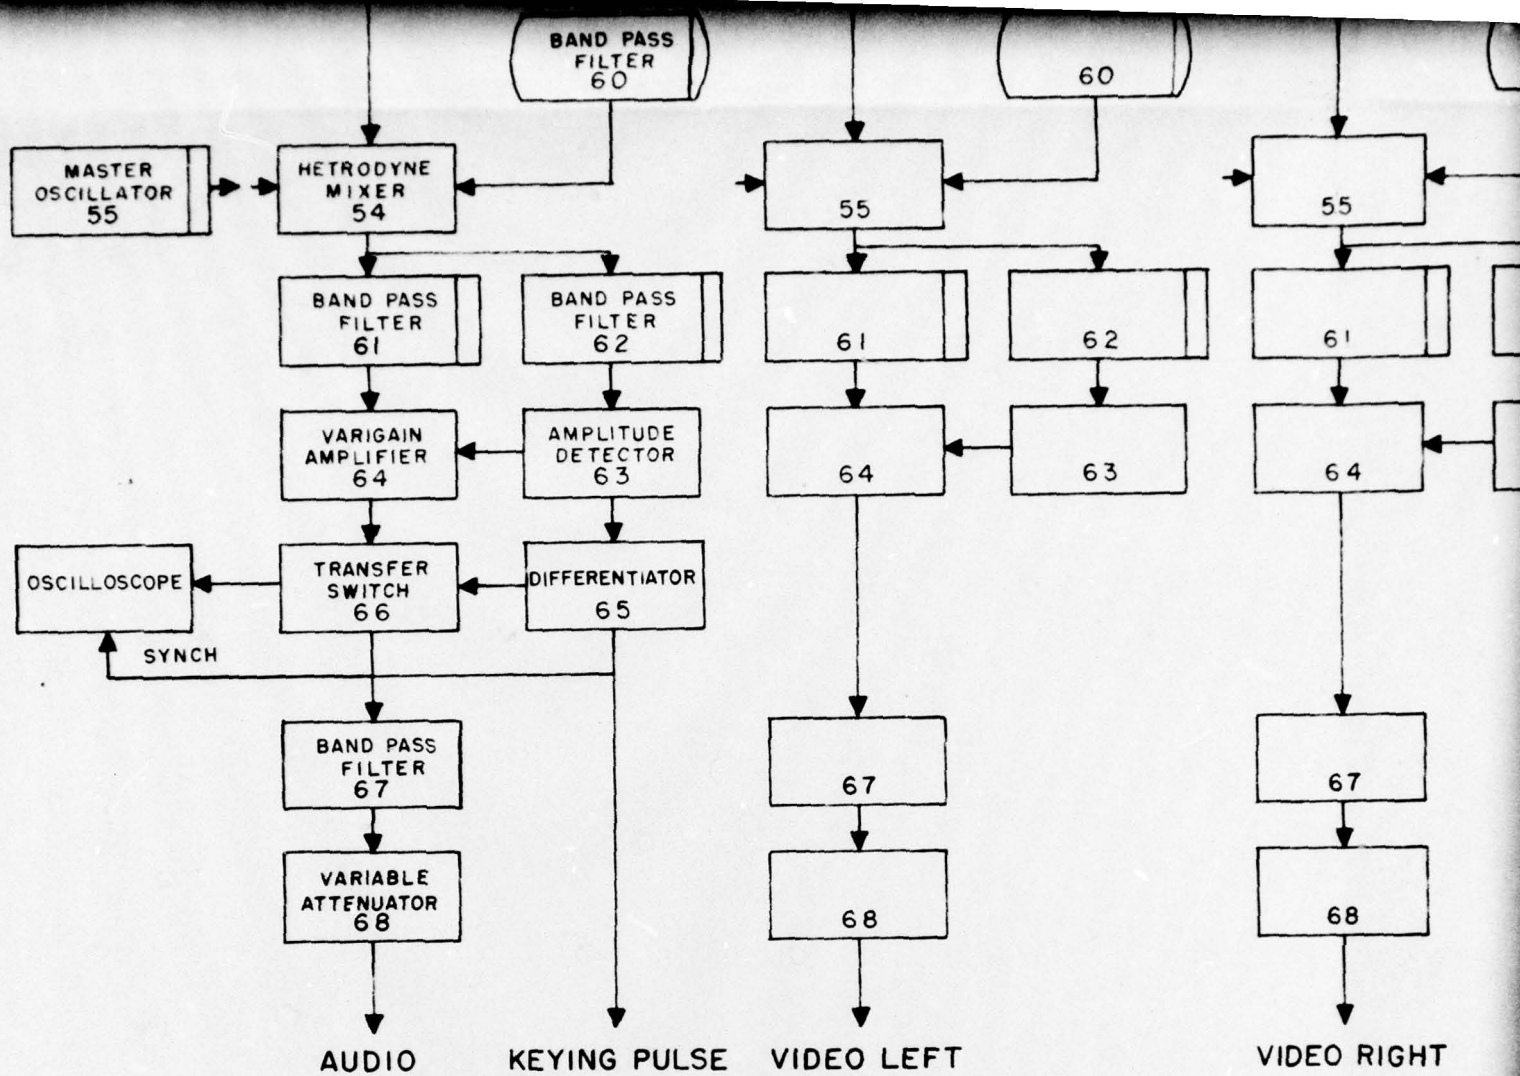 BAND PASS
FILTER
60
60
MASTER
OSCILLATOR
55
HETRODYNE
MIXER
54
55
55
BAND PASS
FILTER
61
BAND PASS
FILTER
62
61
62
61
VARIGAIN
AMPLIFIER
64
AMPLITUDE
DETECTOR
63
64
63
64
OSCILLOSCOPE
TRANSFER
SWITCH
66
DIFFERENTIATOR
65
SYNCH
BAND PASS
FILTER
67
67
67
VARIABLE
ATTENUATOR
68
68
68
AUDIO
KEYING PULSE
VIDEO LEFT
VIDEO RIGHT